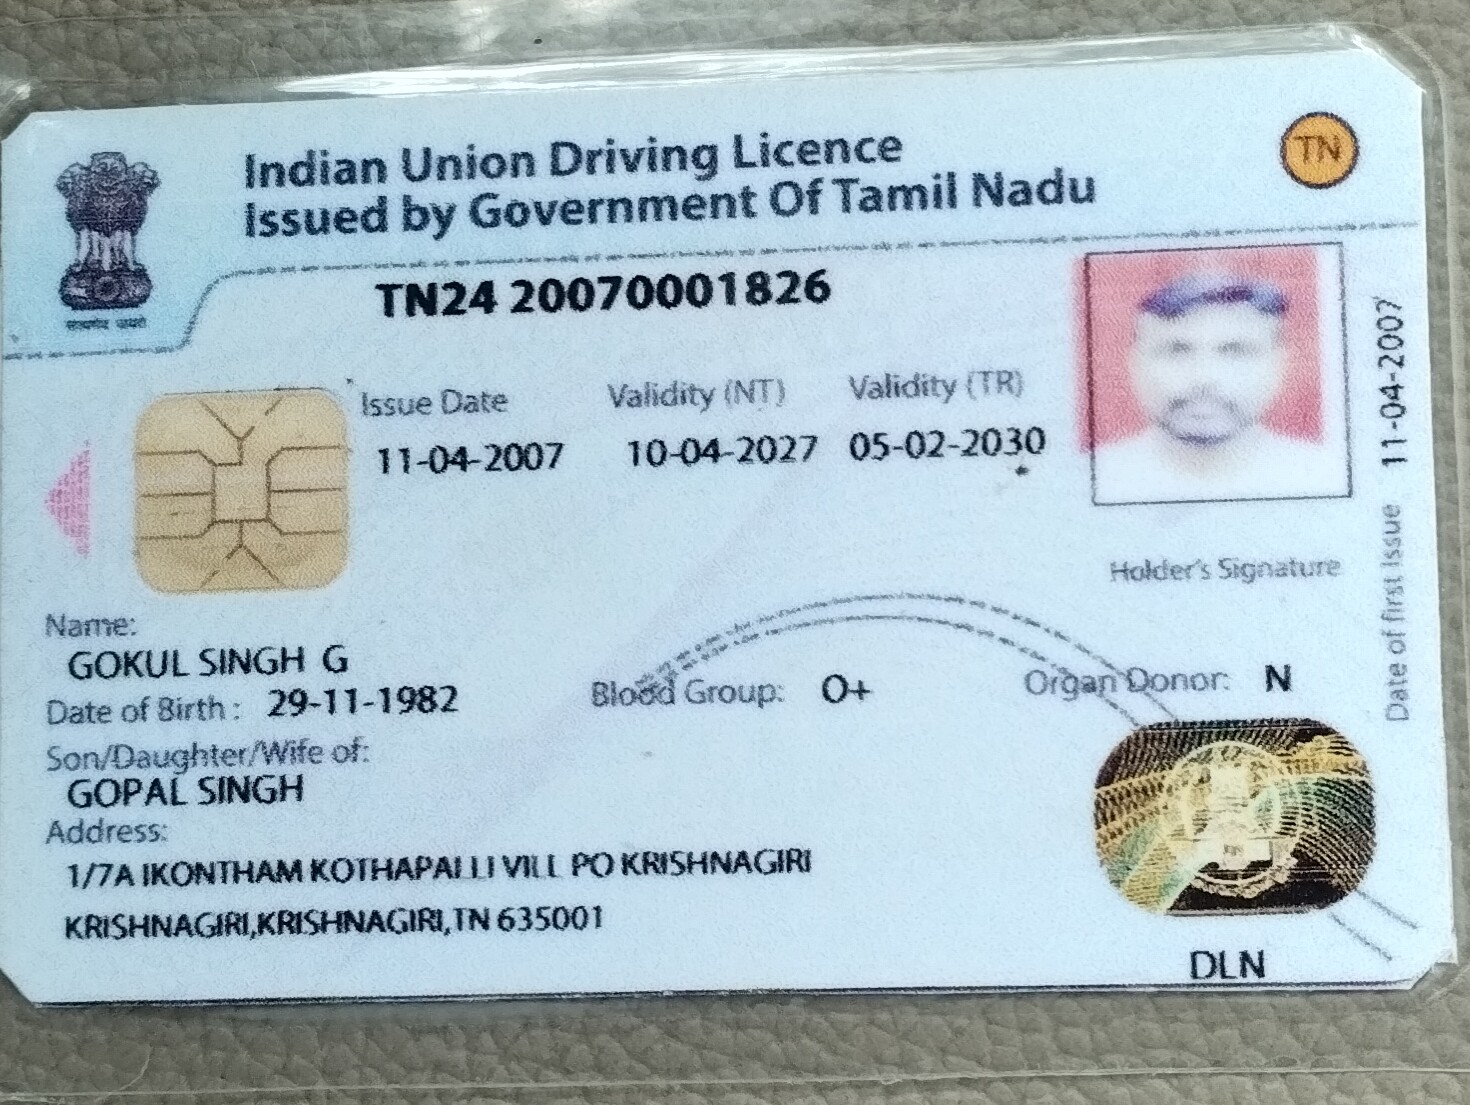 Indian Union Driving Licence
Issued by Government Of Tamil Nadu
TN
सत्यमेव जयते
TN24 20070001826
Issue Date Validity (NT) Validity (TR)
11-04-2007 10-04-2027 05-02-2030
Date of first Issue 11-04-2007
Holder's Signature
Name:
GOKUL SINGH G
Date of Birth : 29-11-1982 Blood Group: O+ Organ Donor: N
Son/Daughter/Wife of:
GOPAL SINGH
Address:
1/7A IKONTHAM KOTHAPALLI VILL PO KRISHNAGIRI
KRISHNAGIRI,KRISHNAGIRI,TN 635001
DLN